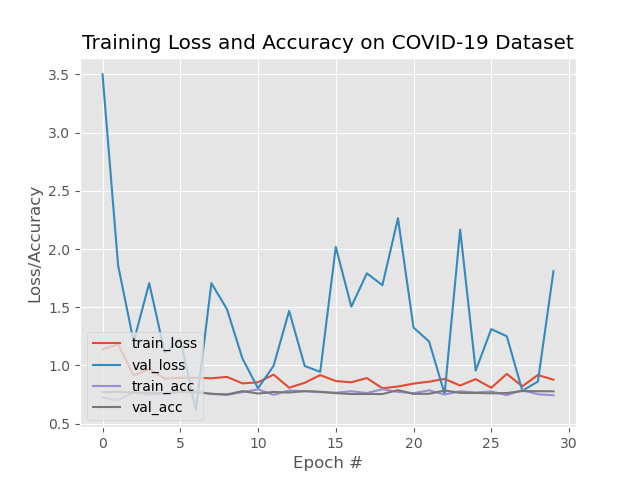 Training Loss and Accuracy on COVID-19 Dataset
3.5
3.0
2.5
2.0
1.5
1.0
0.5
Loss/Accuracy
train_loss
val_loss
train_acc
val_acc
0 5 10 15 20 25 30
Epoch #